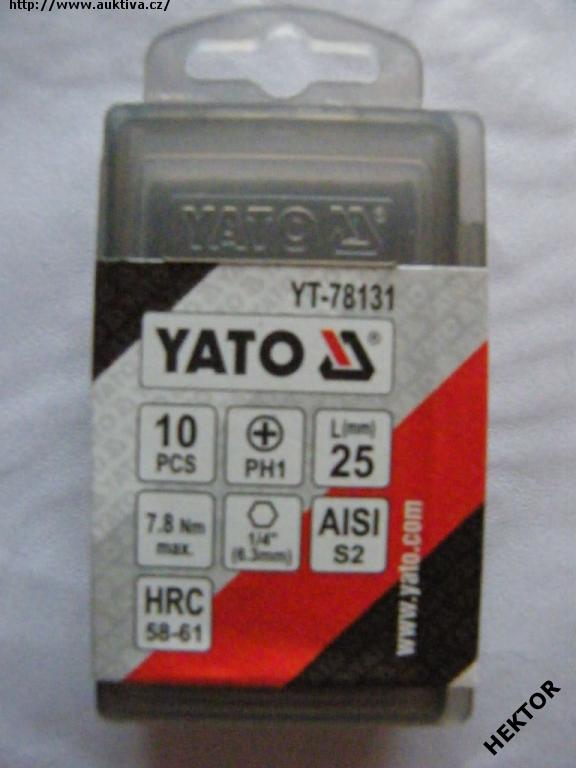 http://www.auktiva.cz/
YATO ®
YT-78131
YATO ®
10
PCS
PH1
L(mm)
25
7.8 Nm
max.
1/4"
(6.3mm)
AISI
S2
HRC
58-61
www.yato.com
HEKTOR